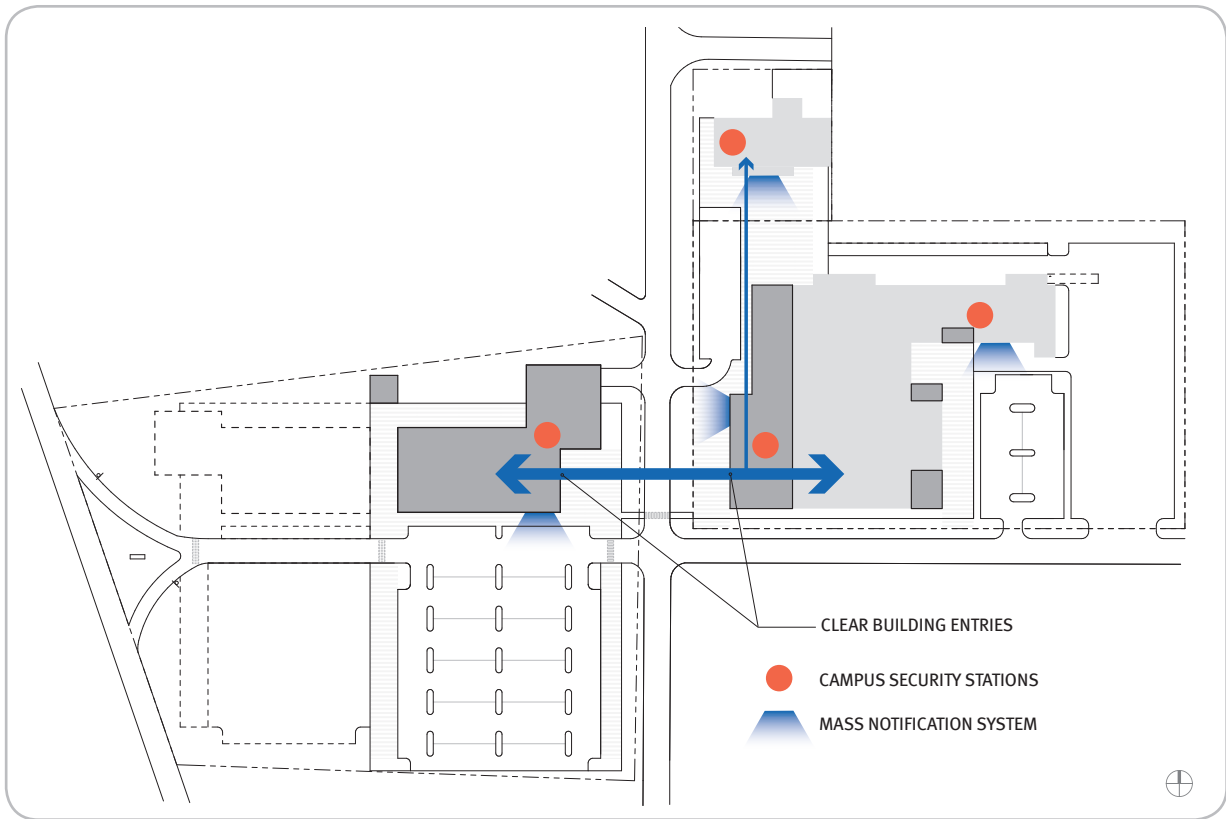 CLEAR BUILDING ENTRIES
CAMPUS SECURITY STATIONS
MASS NOTIFICATION SYSTEM